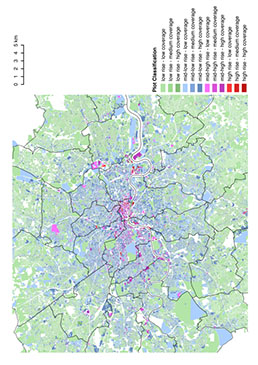 0 1 2 3 4 5 km
Plot Classification
low rise - low coverage
low rise - medium coverage
low rise - high coverage
mid-low rise - low coverage
mid-low rise - medium coverage
mid-low rise - high coverage
mid-high rise - low coverage
mid-high rise - medium coverage
mid-high rise - high coverage
high rise - low coverage
high rise - medium coverage
high rise - high coverage